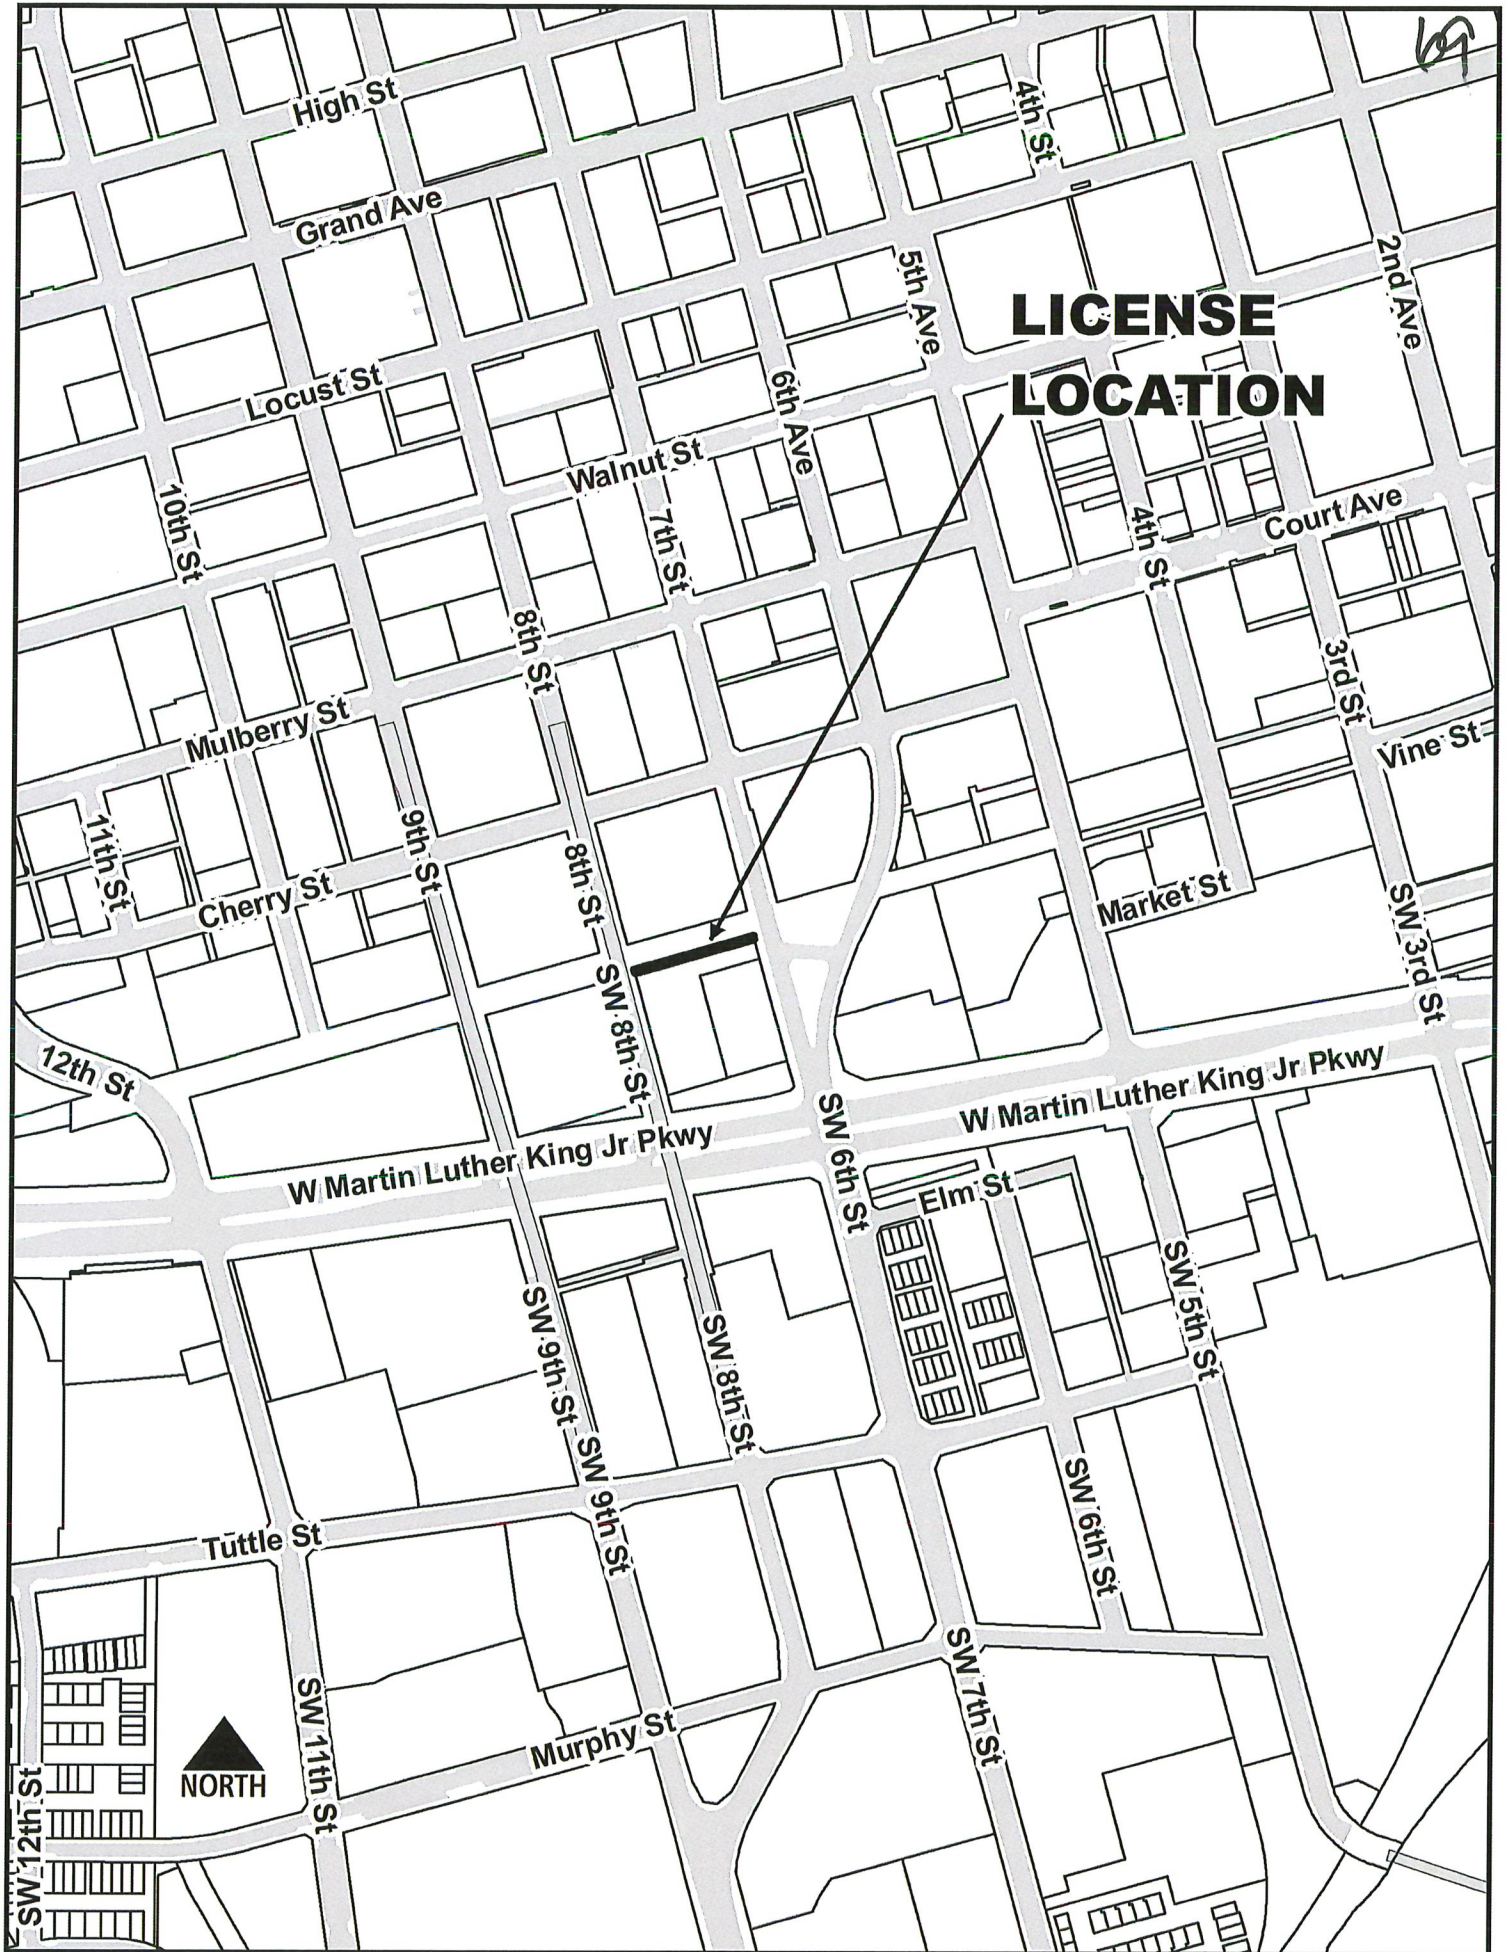 69
High St
4th St
Grand Ave
5th Ave
2nd Ave
LICENSE
LOCATION
Locust St
6th Ave
Walnut St
10th St
7th St
Court Ave
4th St
8th St
3rd St
Mulberry St
Vine St
9th St
11th St
8th St
Cherry St
Market St
SW 3rd St
SW 8th St
12th St
W Martin Luther King Jr Pkwy
W Martin Luther King Jr Pkwy
SW 6th St
Elm St
SW 5th St
SW 9th St
SW 8th St
SW 9th St
SW 6th St
Tuttle St
SW 7th St
SW 11th St
Murphy St
NORTH
SW 12th St